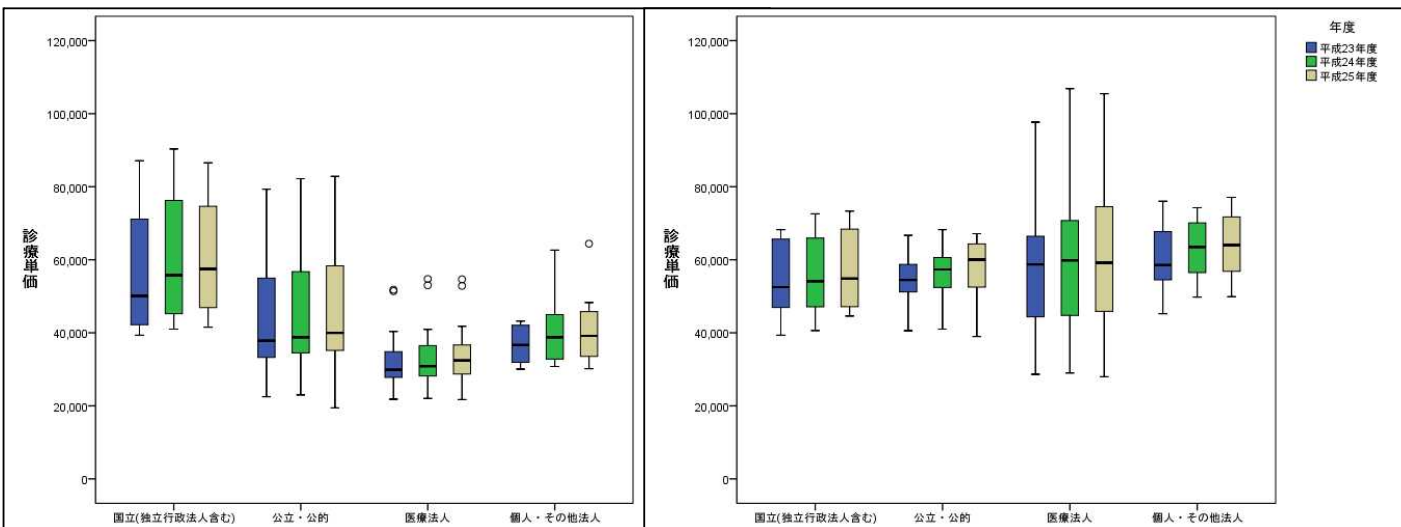 120,000
100,000
80,000
60,000
40,000
20,000
0
診療単価
国立(独立行政法人含む)
公立・公的
医療法人
個人・その他法人
120,000
100,000
80,000
60,000
40,000
20,000
0
診療単価
国立(独立行政法人含む)
公立・公的
医療法人
個人・その他法人
年度
平成23年度
平成24年度
平成25年度